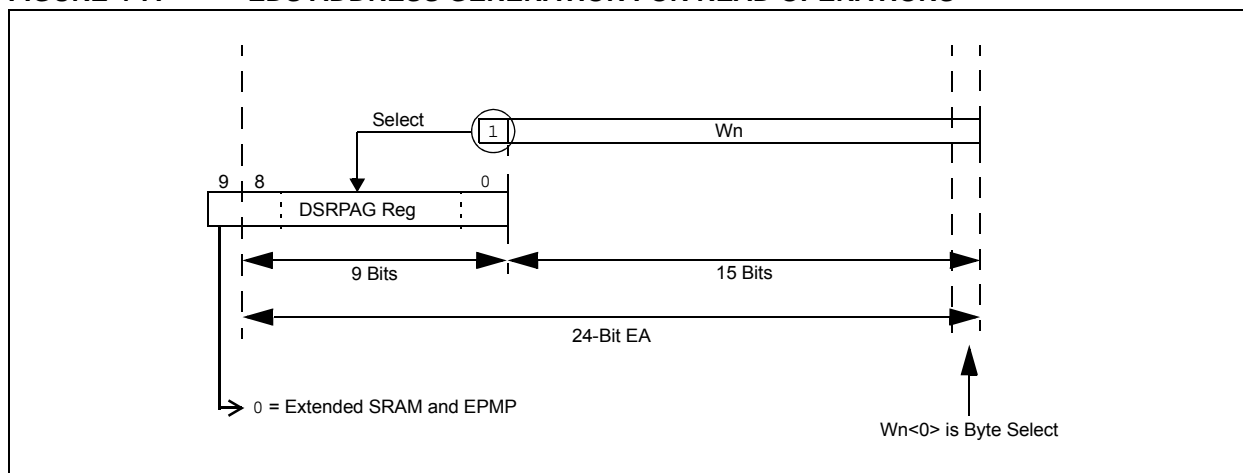 Select
1
Wn
9 8 0
DSRPAG Reg
9 Bits
15 Bits
24-Bit EA
0 = Extended SRAM and EPMP
Wn<0> is Byte Select